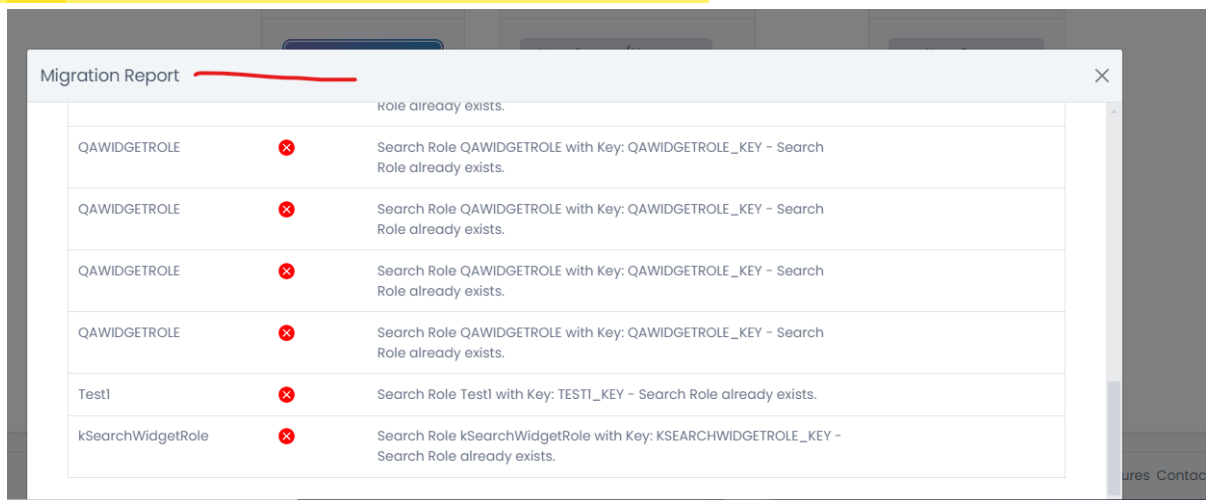 Migration Report
Role already exists.
QAWIDGETROLE
Search Role QAWIDGETROLE with Key: QAWIDGETROLE_KEY - Search
Role already exists.
QAWIDGETROLE
Search Role QAWIDGETROLE with Key: QAWIDGETROLE_KEY - Search
Role already exists.
QAWIDGETROLE
Search Role QAWIDGETROLE with Key: QAWIDGETROLE_KEY - Search
Role already exists.
QAWIDGETROLE
Search Role QAWIDGETROLE with Key: QAWIDGETROLE_KEY - Search
Role already exists.
Test1
Search Role Test1 with Key: TEST1_KEY - Search Role already exists.
kSearchWidgetRole
Search Role kSearchWidgetRole with Key: KSEARCHWIDGETROLE_KEY -
Search Role already exists.
ures Contac